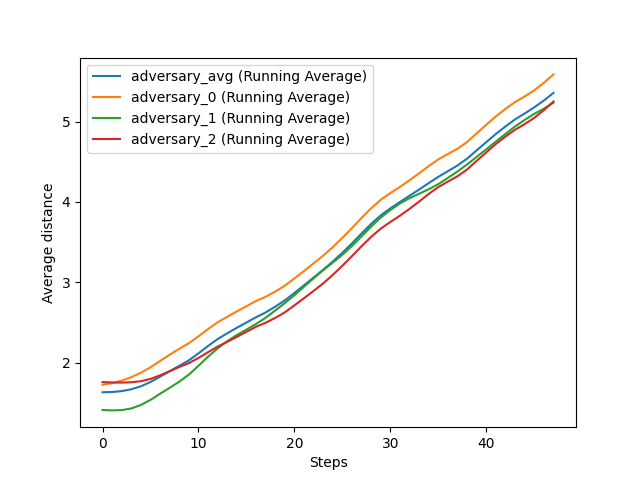 adversary_avg (Running Average)
adversary_0 (Running Average)
adversary_1 (Running Average)
adversary_2 (Running Average)
Average distance
5
4
3
2
0 10 20 30 40
Steps